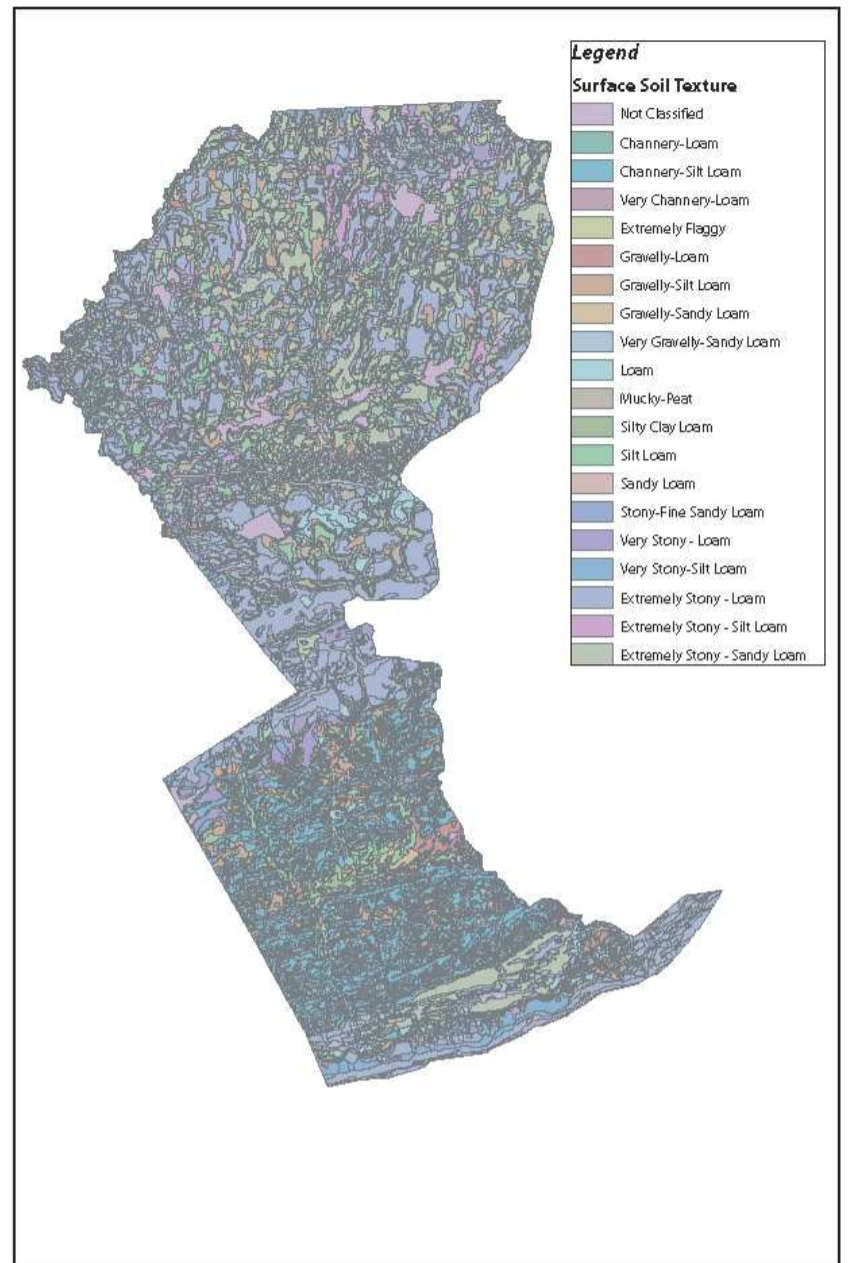 Legend
Surface Soil Texture
Not Classified
Channery-Loam
Channery-Silt Loam
Very Channery-Loam
Extremely Flaggy
Gravelly-Loam
Gravelly-Silt Loam
Gravelly-Sandy Loam
Very Gravelly-Sandy Loam
Loam
Mucky-Peat
Silty Clay Loam
Silt Loam
Sandy Loam
Stony-Fine Sandy Loam
Very Stony - Loam
Very Stony-Silt Loam
Extremely Stony - Loam
Extremely Stony - Silt Loam
Extremely Stony - Sandy Loam